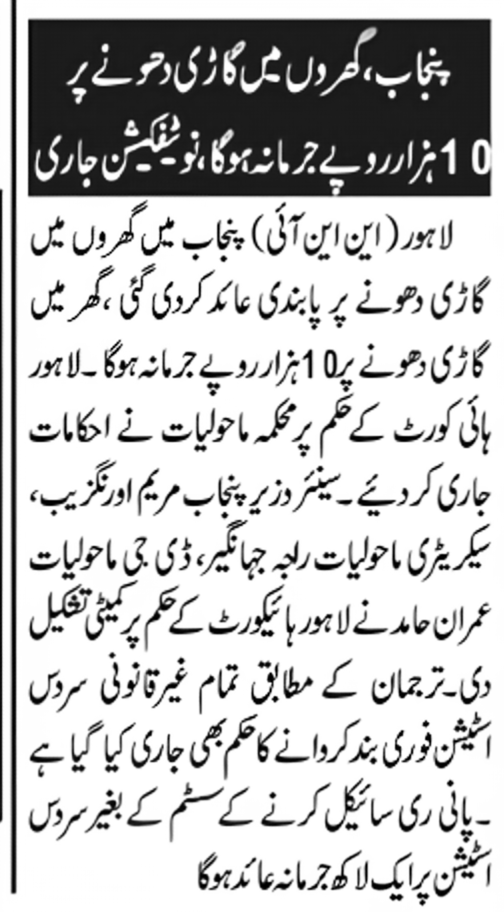 پنجاب، گھروں میں گاڑی دھونے پر
10 ہزار روپے جرمانہ ہوگا، نوٹیفکیشن جاری
لاہور (این این آئی) پنجاب میں گھروں میں
گاڑی دھونے پر پابندی عائد کردی گئی، گھر میں
گاڑی دھونے پر 10 ہزار روپے جرمانہ ہوگا۔ لاہور
ہائی کورٹ کے حکم پر محکمہ ماحولیات نے احکامات
جاری کر دئیے۔ سینئر وزیر پنجاب مریم اورنگزیب،
سیکریٹری ماحولیات راجہ جہانگیر، ڈی جی ماحولیات
عمران حامد نے لاہور ہائیکورٹ کے حکم پر کمیٹی تشکیل
دی۔ ترجمان کے مطابق تمام غیر قانونی سروس
اسٹیشن فوری بند کروانے کا حکم بھی جاری کیا گیا ہے
۔ پانی ری سائیکل کرنے کے سسٹم کے بغیر سروس
اسٹیشن پر ایک لاکھ جرمانہ عائد ہوگا